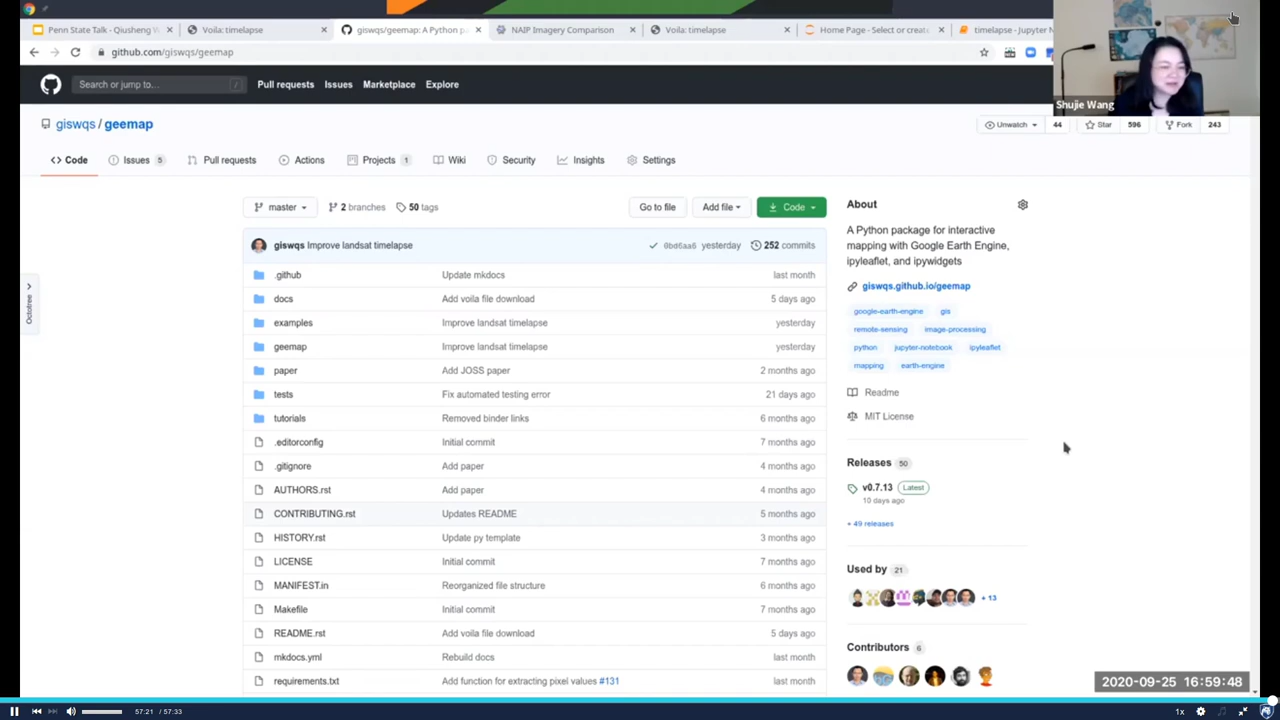 Penn State Talk - Qiusheng W
Voila: timelapse
giswqs/geemap: A Python pa
NAIP Imagery Comparison
Voila: timelapse
Home Page - Select or create
timelapse - Jupyter N
github.com/giswqs/geemap
Search or jump to... /
Pull requests Issues Marketplace Explore
Shujie Wang
giswqs / geemap
Unwatch 44 Star 596 Fork 243
Code Issues 5 Pull requests Actions Projects 1 Wiki Security Insights Settings
master 2 branches 50 tags Go to file Add file Code
giswqs Improve landsat timelapse 0bd6aa6 yesterday 252 commits
.github Update mkdocs last month
docs Add voila file download 5 days ago
examples Improve landsat timelapse yesterday
geemap Improve landsat timelapse yesterday
paper Add JOSS paper 2 months ago
tests Fix automated testing error 21 days ago
tutorials Removed binder links 6 months ago
.editorconfig Initial commit 7 months ago
.gitignore Add paper 4 months ago
AUTHORS.rst Add paper 4 months ago
CONTRIBUTING.rst Updates README 5 months ago
HISTORY.rst Update py template 3 months ago
LICENSE Initial commit 7 months ago
MANIFEST.in Reorganized file structure 6 months ago
Makefile Initial commit 7 months ago
README.rst Add voila file download 5 days ago
mkdocs.yml Rebuild docs last month
requirements.txt Add function for extracting pixel values #131 last month
Octotree
About
A Python package for interactive
mapping with Google Earth Engine,
ipyleaflet, and ipywidgets
giswqs.github.io/geemap
google-earth-engine gis
remote-sensing image-processing
python jupyter-notebook ipyleaflet
mapping earth-engine
Readme
MIT License
Releases 50
v0.7.13 Latest
10 days ago
+ 49 releases
Used by 21
+ 13
Contributors 6
2020-09-25 16:59:48
57:21 / 57:33
1x